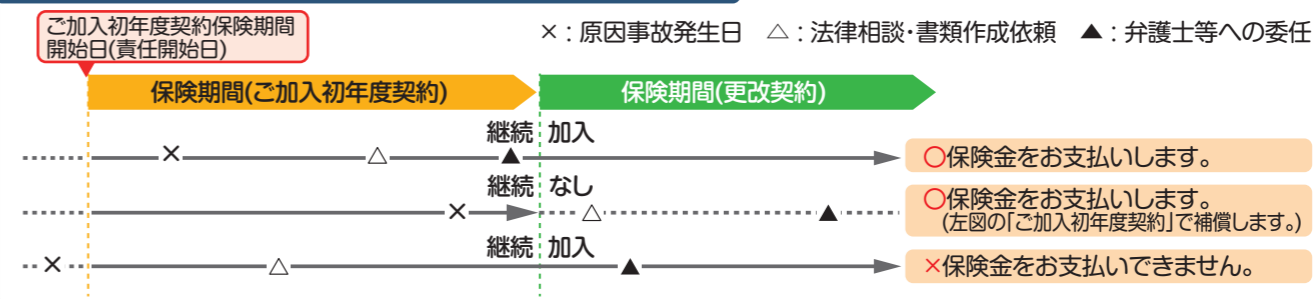 ご加入初年度契約保険期間
開始日(責任開始日)
×：原因事故発生日 △：法律相談・書類作成依頼 ▲：弁護士等への委任
保険期間(ご加入初年度契約) 保険期間(更改契約)
継続 加入
○保険金をお支払いします。
継続 なし
○保険金をお支払いします。
(左図の「ご加入初年度契約」で補償します。)
継続 加入
×保険金をお支払いできません。